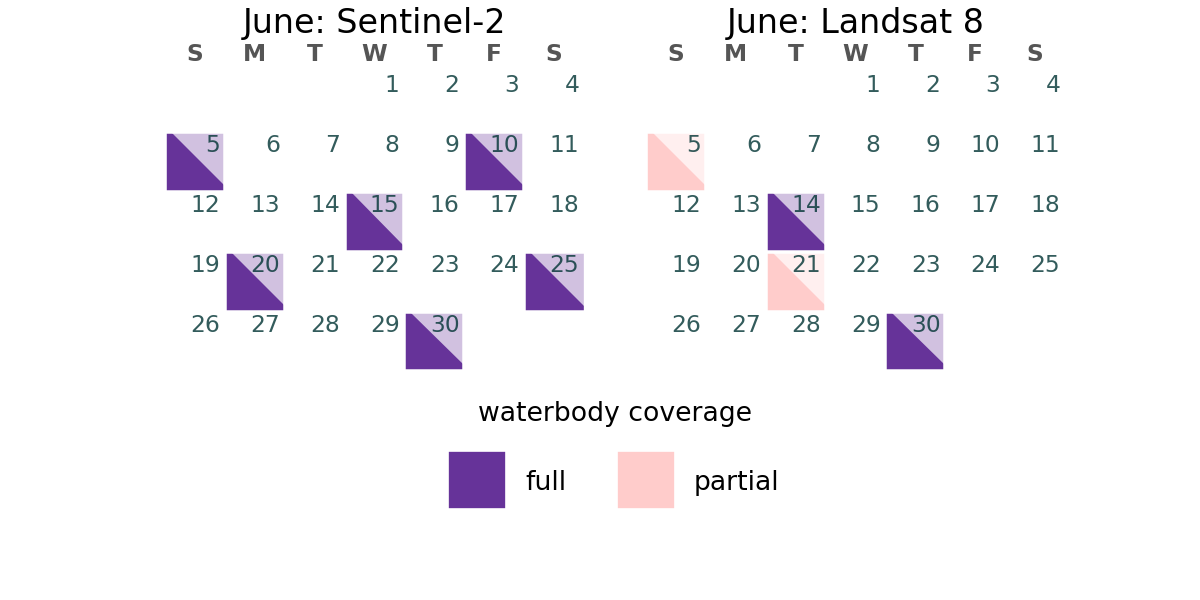 June: Sentinel-2
S M T W T F S
1 2 3 4
5 6 7 8 9 10 11
12 13 14 15 16 17 18
19 20 21 22 23 24 25
26 27 28 29 30
June: Landsat 8
S M T W T F S
1 2 3 4
5 6 7 8 9 10 11
12 13 14 15 16 17 18
19 20 21 22 23 24 25
26 27 28 29 30
waterbody coverage
full
partial